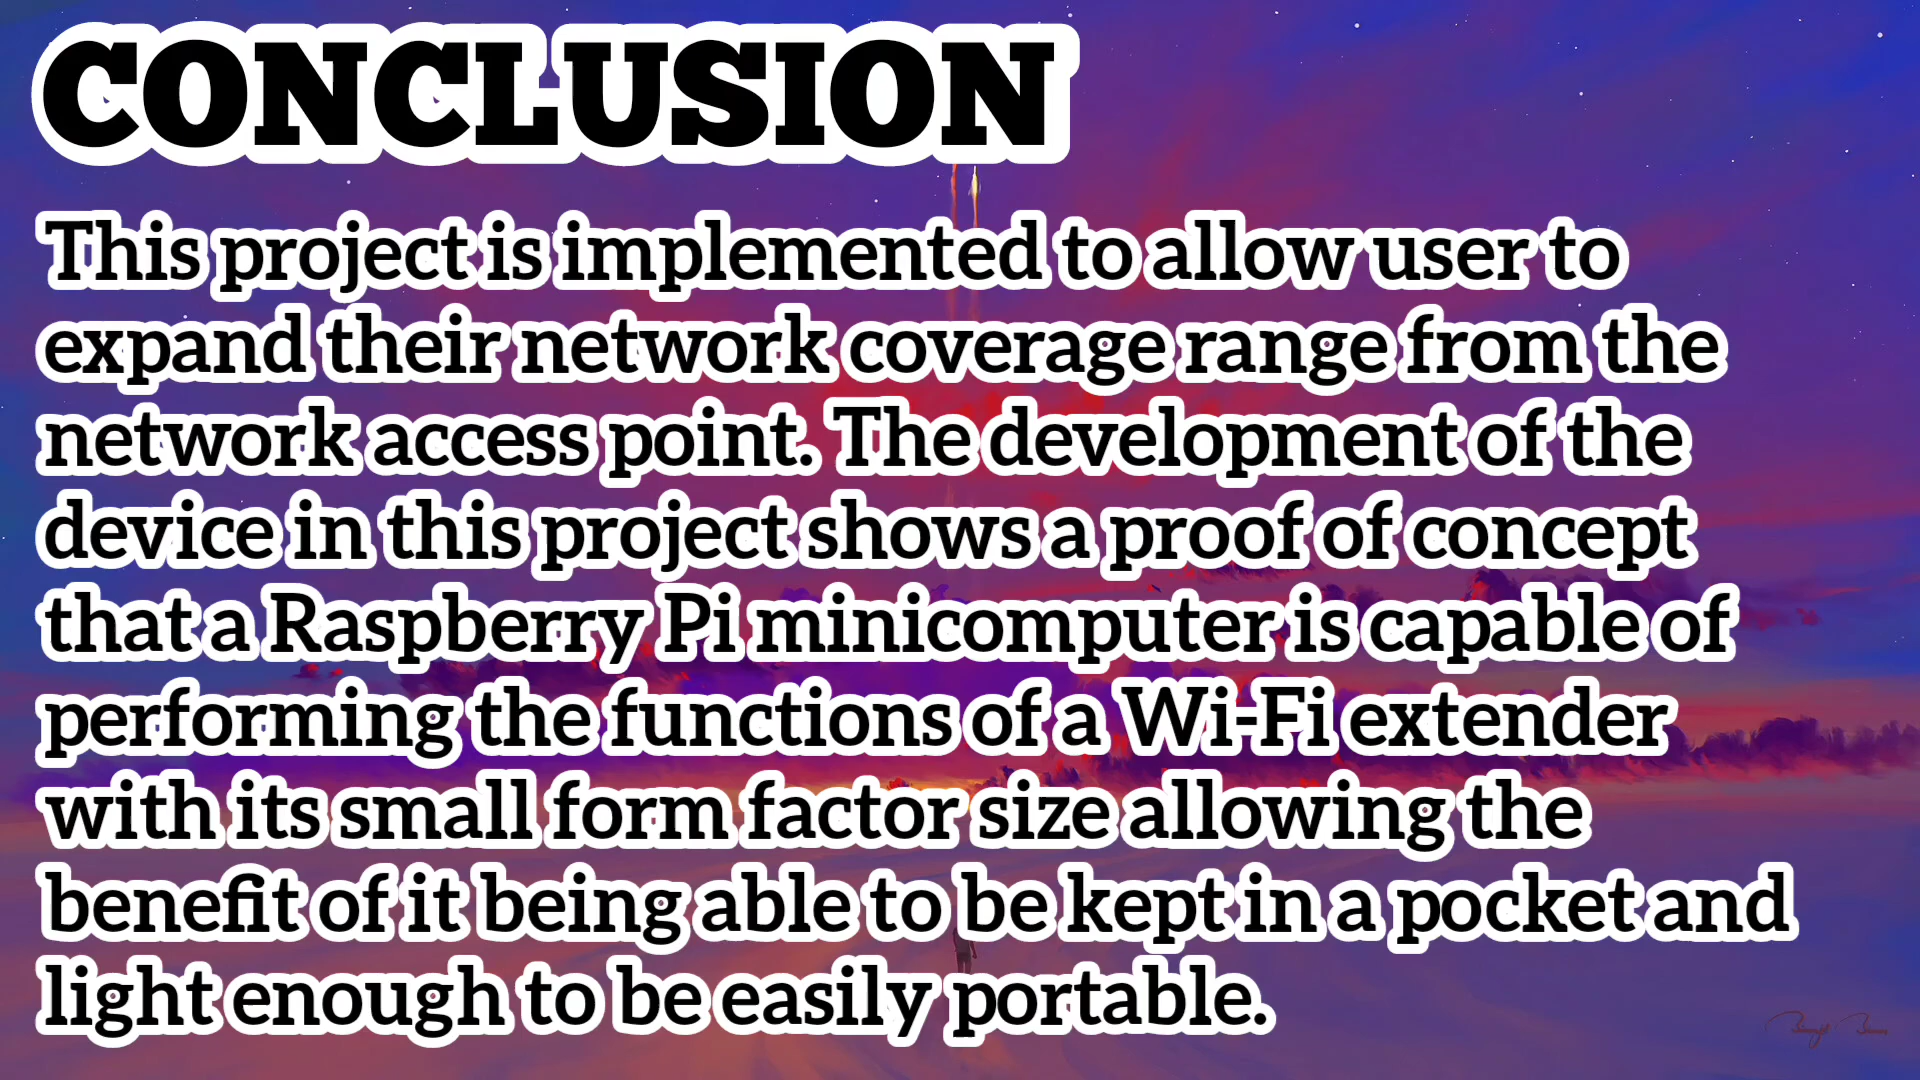 CONCLUSION
This project is implemented to allow user to
expand their network coverage range from the
network access point. The development of the
device in this project shows a proof of concept
that a Raspberry Pi minicomputer is capable of
performing the functions of a Wi-Fi extender
with its small form factor size allowing the
benefit of it being able to be kept in a pocket and
light enough to be easily portable.